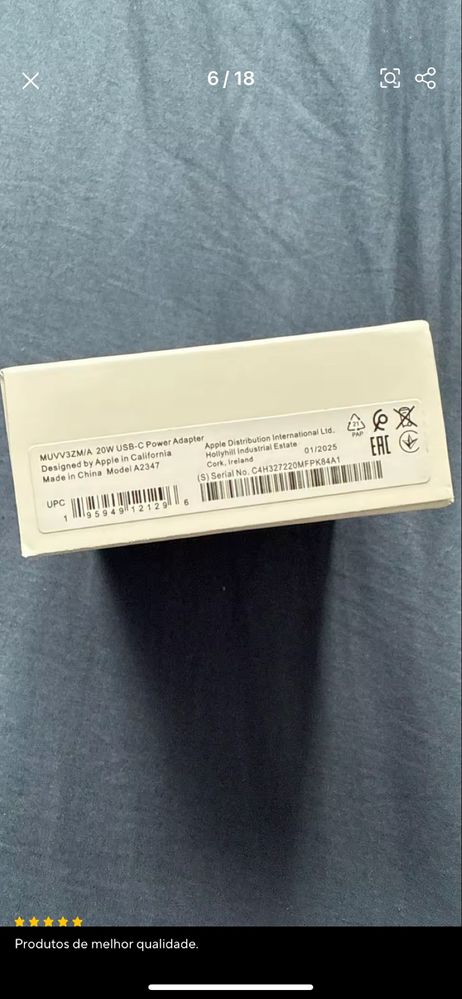 6 / 18
MUVV3ZM/A 20W USB-C Power Adapter
Designed by Apple in California
Made in China Model A2347
Apple Distribution International Ltd.
Hollyhill Industrial Estate
Cork, Ireland 01/2025
(S) Serial No. C4H327220MFPK84A1
UPC
1 95949 12129 6
21
PAP
EAC
Produtos de melhor qualidade.